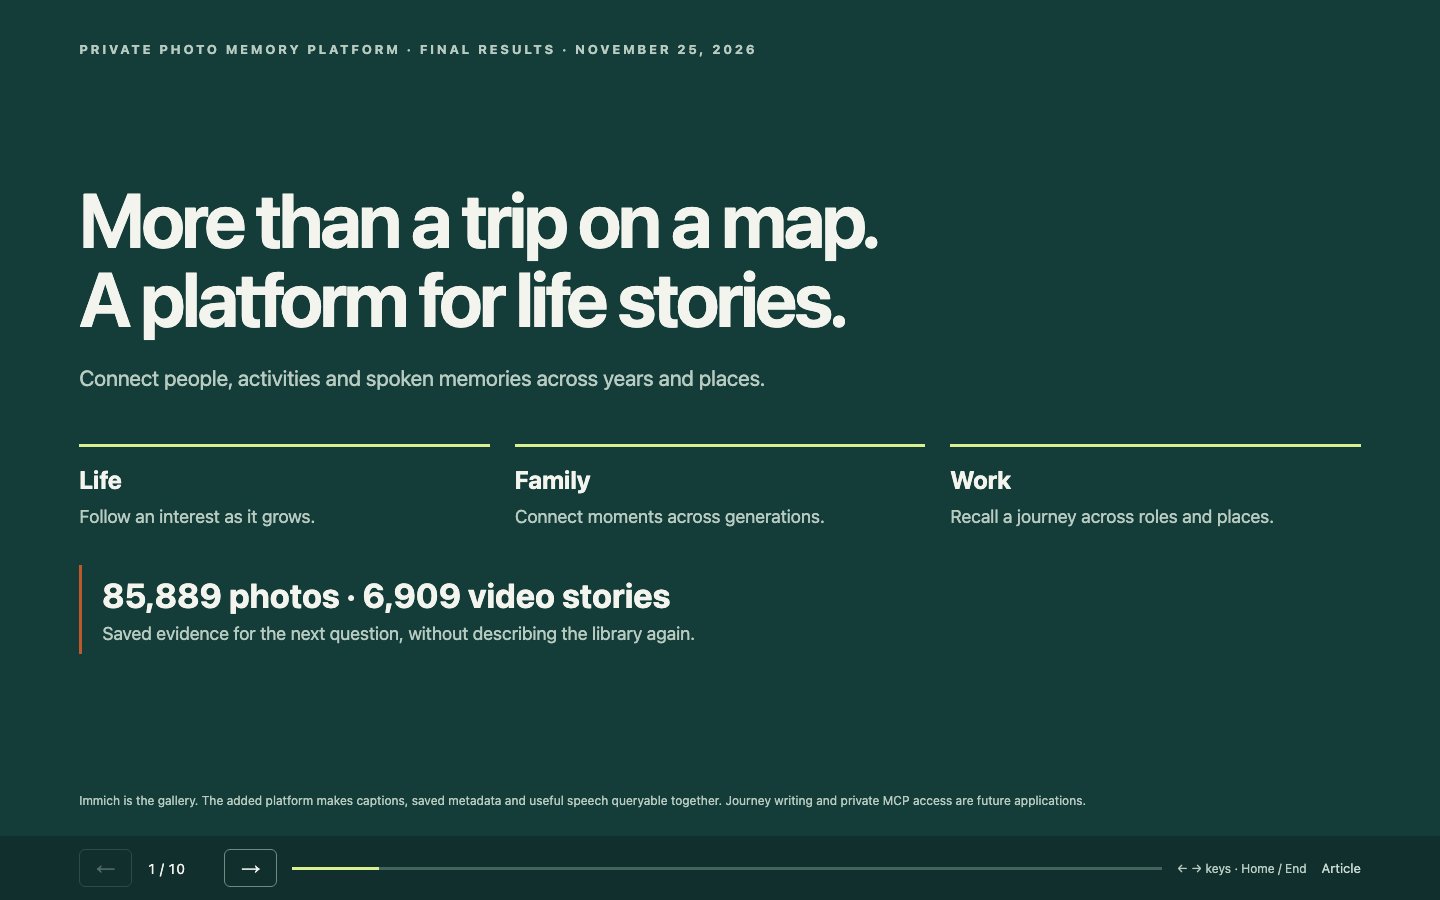 PRIVATE PHOTO MEMORY PLATFORM · FINAL RESULTS · NOVEMBER 25, 2026
More than a trip on a map.
A platform for life stories.
Connect people, activities and spoken memories across years and places.
Life
Follow an interest as it grows.
Family
Connect moments across generations.
Work
Recall a journey across roles and places.
85,889 photos · 6,909 video stories
Saved evidence for the next question, without describing the library again.
Immich is the gallery. The added platform makes captions, saved metadata and useful speech queryable together. Journey writing and private MCP access are future applications.
← 1 / 10 → ← → keys · Home / End Article